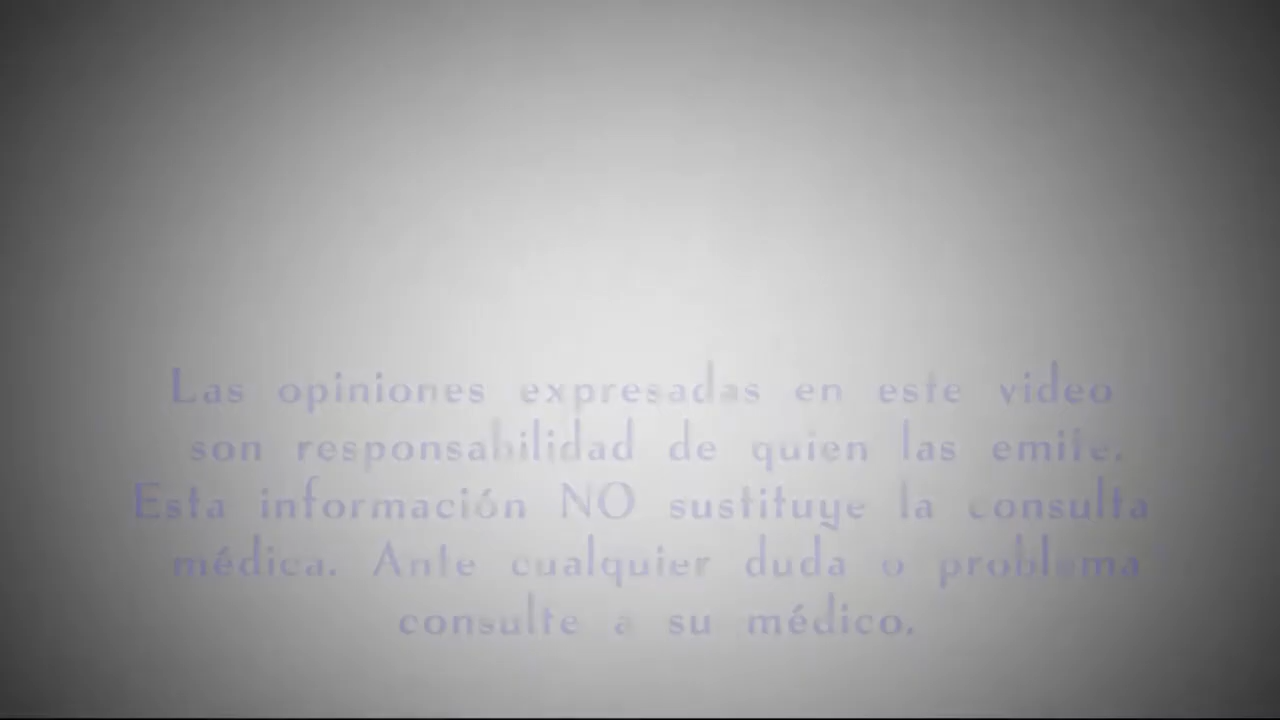 Las opiniones expresadas en este video
son responsabilidad de quien las emite.
Esta información NO sustituye la consulta
médica. Ante cualquier duda o problema
consulte a su médico.